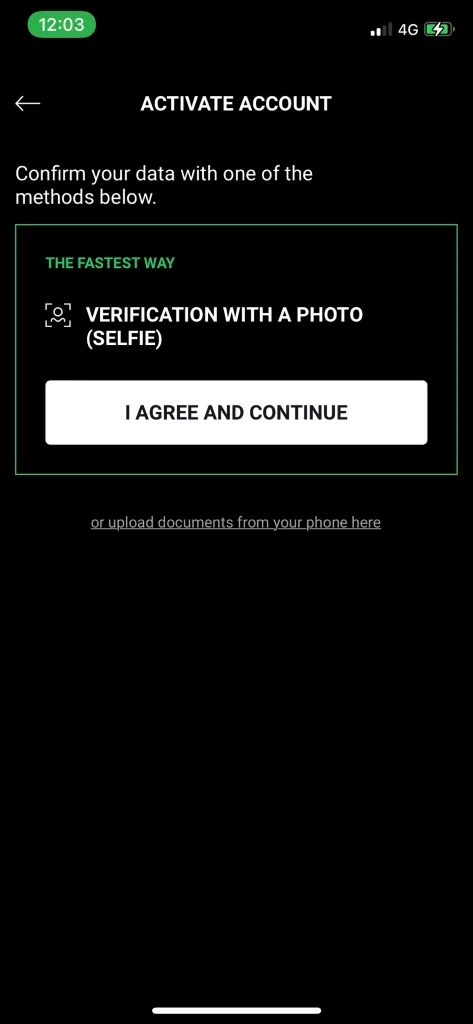 12:03
4G
ACTIVATE ACCOUNT
Confirm your data with one of the
methods below.
THE FASTEST WAY
VERIFICATION WITH A PHOTO
(SELFIE)
I AGREE AND CONTINUE
or upload documents from your phone here